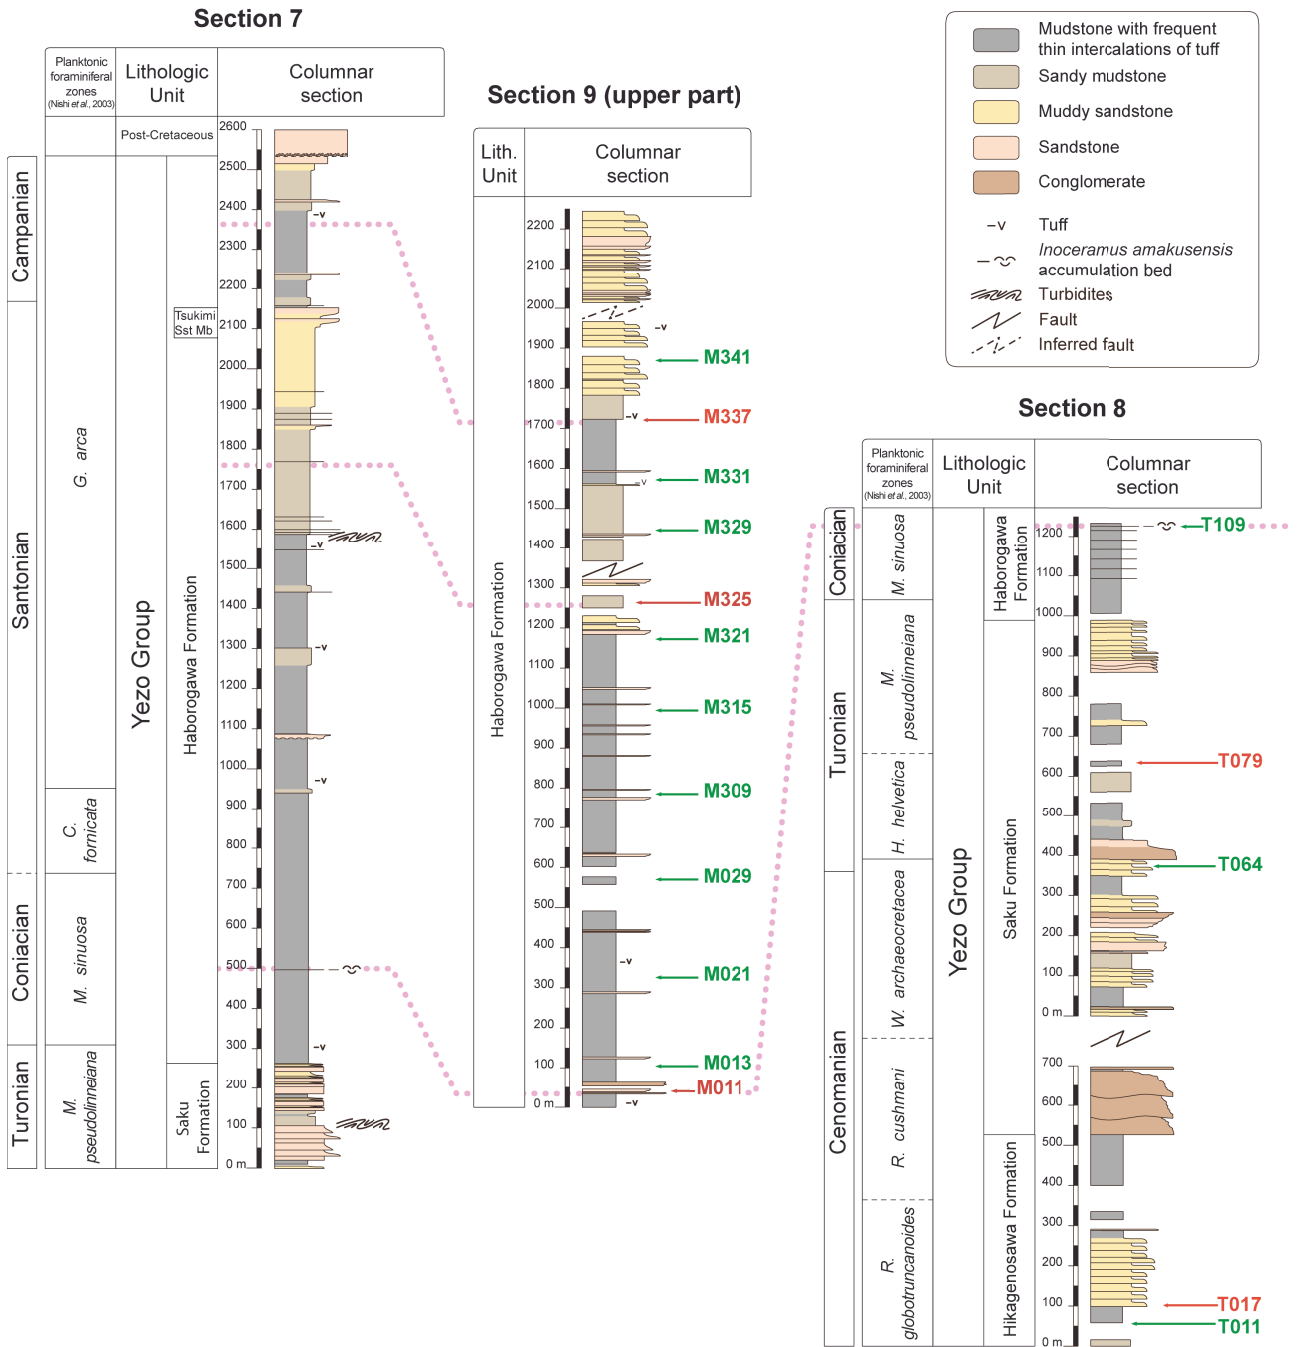 Section 7
Planktonic
foraminiferal
zones
(Nishi et al., 2003)
Lithologic
Unit
Columnar
section
Post-Cretaceous
Campanian
Santonian
Coniacian
Turonian
G. arca
C.
fornicata
M. sinuosa
M.
pseudolinneiana
Yezo Group
Tsukimi
Sst Mb
Haborogawa Formation
Saku
Formation
2600
2500
2400
2300
2200
2100
2000
1900
1800
1700
1600
1500
1400
1300
1200
1100
1000
900
800
700
600
500
400
300
200
100
0 m
-v
-v
-v
-v
-v
Section 9 (upper part)
Lith.
Unit
Columnar
section
Haborogawa Formation
2200
2100
2000
1900
1800
1700
1600
1500
1400
1300
1200
1100
1000
900
800
700
600
500
400
300
200
100
0 m
-v
-v
-v
-v
-v
M341
M337
M331
M329
M325
M321
M315
M309
M029
M021
M013
M011
Mudstone with frequent
thin intercalations of tuff
Sandy mudstone
Muddy sandstone
Sandstone
Conglomerate
-v Tuff
Inoceramus amakusensis
accumulation bed
Turbidites
Fault
Inferred fault
Section 8
Planktonic
foraminiferal
zones
(Nishi et al., 2003)
Lithologic
Unit
Columnar
section
Coniacian
Turonian
Cenomanian
M. sinuosa
M.
pseudolinneiana
H. helvetica
W. archaeocretacea
R. cushmani
R.
globotruncanoides
Yezo Group
Haborogawa
Formation
Saku Formation
Hikagenosawa Formation
1200
1100
1000
900
800
700
600
500
400
300
200
100
0 m
700
600
500
400
300
200
100
0 m
T109
T079
T064
T017
T011